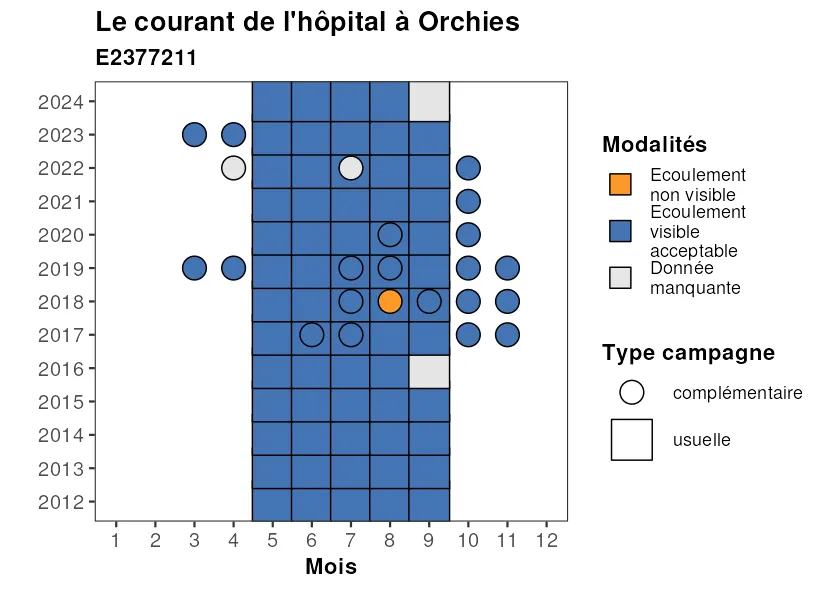 Le courant de l'hôpital à Orchies
E2377211
2024
2023
2022
2021
2020
2019
2018
2017
2016
2015
2014
2013
2012
1 2 3 4 5 6 7 8 9 10 11 12
Mois
Modalités
Ecoulement
non visible
Ecoulement
visible
acceptable
Donnée
manquante
Type campagne
complémentaire
usuelle